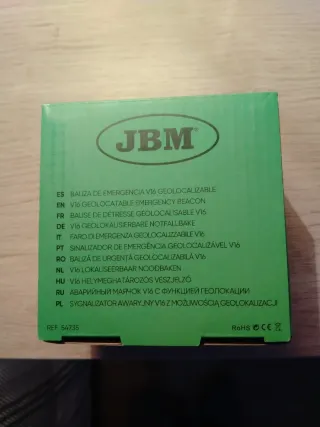 JBM®
ES BALIZA DE EMERGENCIA V16 GEOLOCALIZABLE
EN V16 GEOLOCATABLE EMERGENCY BEACON
FR BALISE DE DÉTRESSE GÉOLOCALISABLE V16
DE V16 GEOLOKALISIERBARE NOTFALLBAKE
IT FARO DI EMERGENZA GEOLOCALIZZABILE V16
PT SINALIZADOR DE EMERGÊNCIA GEOLOCALIZÁVEL V16
RO BALIZĂ DE URGENȚĂ GEOLOCALIZABILĂ V16
NL V16 LOKALISEERBAAR NOODBAKEN
HU V16 HELYMEGHATÁROZÓS VESZJELZŐ
RU АВАРИЙНЫЙ МАЯЧОК V16 С ФУНКЦИЕЙ ГЕОЛОКАЦИИ
PL SYGNALIZATOR AWARYJNY V16 Z MOŻLIWOŚCIĄ GEOLOKALIZACJI
REF. 54735
RoHS CE